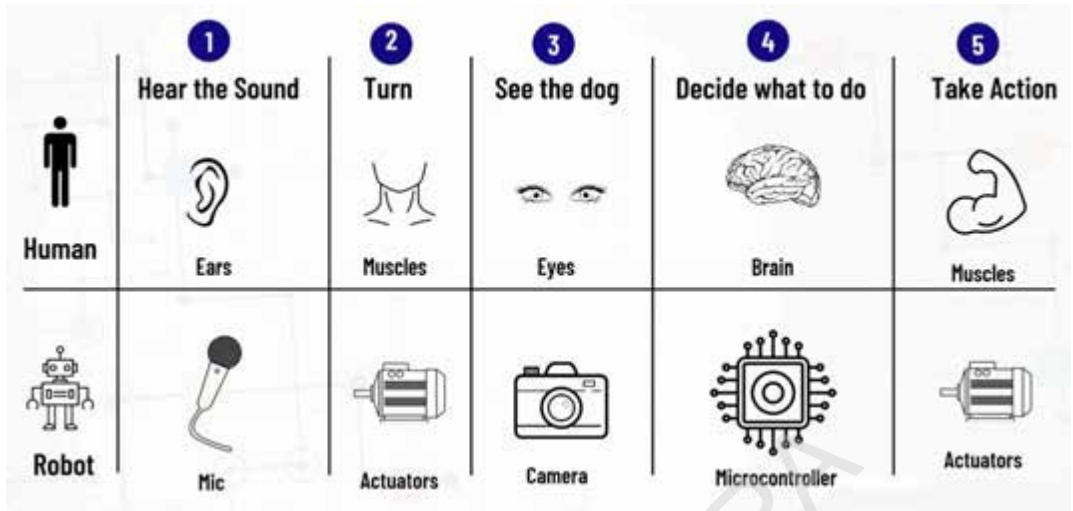 1 2 3 4 5
Hear the Sound Turn See the dog Decide what to do Take Action
Human
Ears Muscles Eyes Brain Muscles
Robot
Mic Actuators Camera Microcontroller Actuators